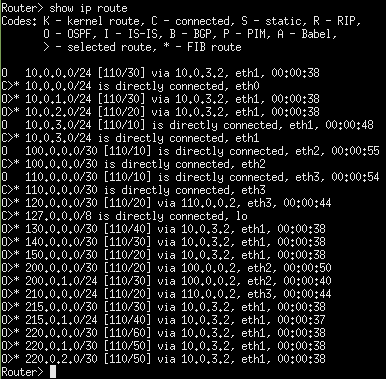 Router> show ip route
Codes: K - kernel route, C - connected, S - static, R - RIP,
O - OSPF, I - IS-IS, B - BGP, P - PIM, A - Babel,
> - selected route, * - FIB route
O 10.0.0.0/24 [110/30] via 10.0.3.2, eth1, 00:00:38
C>* 10.0.0.0/24 is directly connected, eth0
O>* 10.0.1.0/24 [110/30] via 10.0.3.2, eth1, 00:00:38
O>* 10.0.2.0/24 [110/20] via 10.0.3.2, eth1, 00:00:38
O 10.0.3.0/24 [110/10] is directly connected, eth1, 00:00:48
C>* 10.0.3.0/24 is directly connected, eth1
O 100.0.0.0/30 [110/10] is directly connected, eth2, 00:00:55
C>* 100.0.0.0/30 is directly connected, eth2
O 110.0.0.0/30 [110/10] is directly connected, eth3, 00:00:54
C>* 110.0.0.0/30 is directly connected, eth3
O>* 120.0.0.0/30 [110/20] via 110.0.0.2, eth3, 00:00:44
C>* 127.0.0.0/8 is directly connected, lo
O>* 130.0.0.0/30 [110/40] via 10.0.3.2, eth1, 00:00:38
O>* 140.0.0.0/30 [110/30] via 10.0.3.2, eth1, 00:00:38
O>* 150.0.0.0/30 [110/20] via 10.0.3.2, eth1, 00:00:38
O>* 200.0.0.0/24 [110/20] via 100.0.0.2, eth2, 00:00:50
O>* 200.0.1.0/24 [110/30] via 100.0.0.2, eth2, 00:00:40
O>* 210.0.0.0/24 [110/20] via 110.0.0.2, eth3, 00:00:44
O>* 215.0.0.0/30 [110/30] via 10.0.3.2, eth1, 00:00:38
O>* 215.0.1.0/24 [110/40] via 10.0.3.2, eth1, 00:00:37
O>* 220.0.0.0/30 [110/60] via 10.0.3.2, eth1, 00:00:38
O>* 220.0.1.0/30 [110/50] via 10.0.3.2, eth1, 00:00:38
O>* 220.0.2.0/30 [110/50] via 10.0.3.2, eth1, 00:00:38
Router>